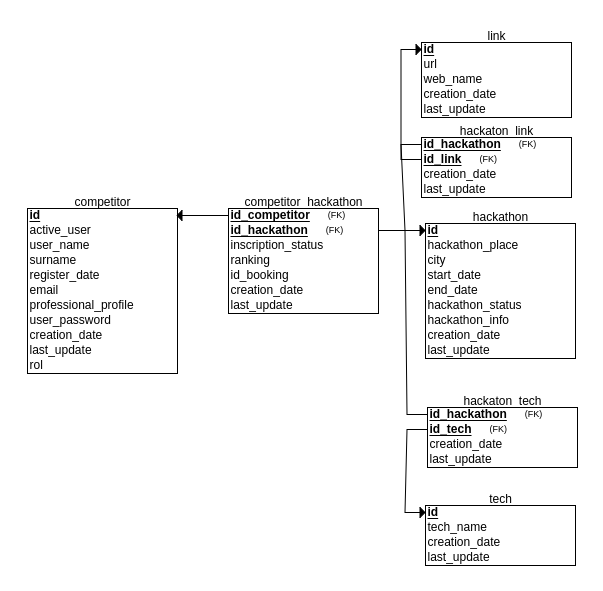 link
id
url
web_name
creation_date
last_update
hackaton_link
id_hackathon (FK)
id_link (FK)
creation_date
last_update
competitor
id
active_user
user_name
surname
register_date
email
professional_profile
user_password
creation_date
last_update
rol
competitor_hackathon
id_competitor (FK)
id_hackathon (FK)
inscription_status
ranking
id_booking
creation_date
last_update
hackathon
id
hackathon_place
city
start_date
end_date
hackathon_status
hackathon_info
creation_date
last_update
hackaton_tech
id_hackathon (FK)
id_tech (FK)
creation_date
last_update
tech
id
tech_name
creation_date
last_update